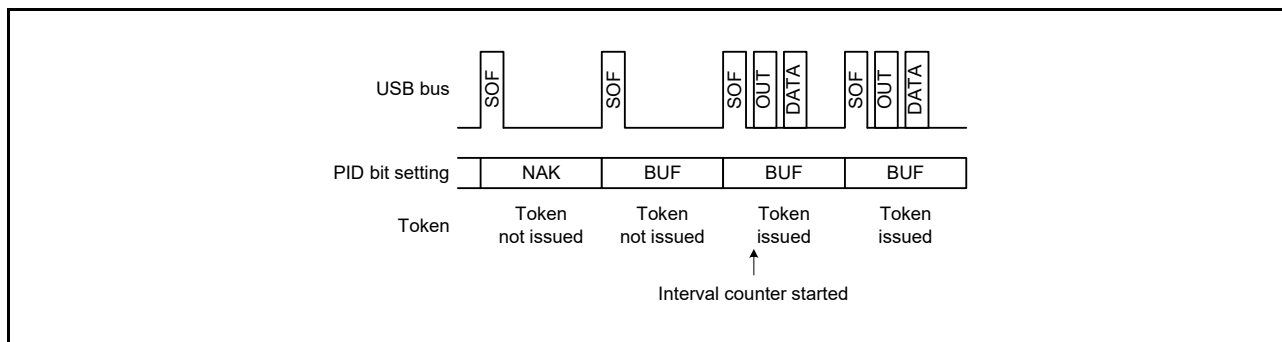 USB bus
SOF
SOF
SOF
OUT
DATA
SOF
OUT
DATA
PID bit setting
NAK
BUF
BUF
BUF
Token
Token
not issued
Token
not issued
Token
issued
Token
issued
Interval counter started